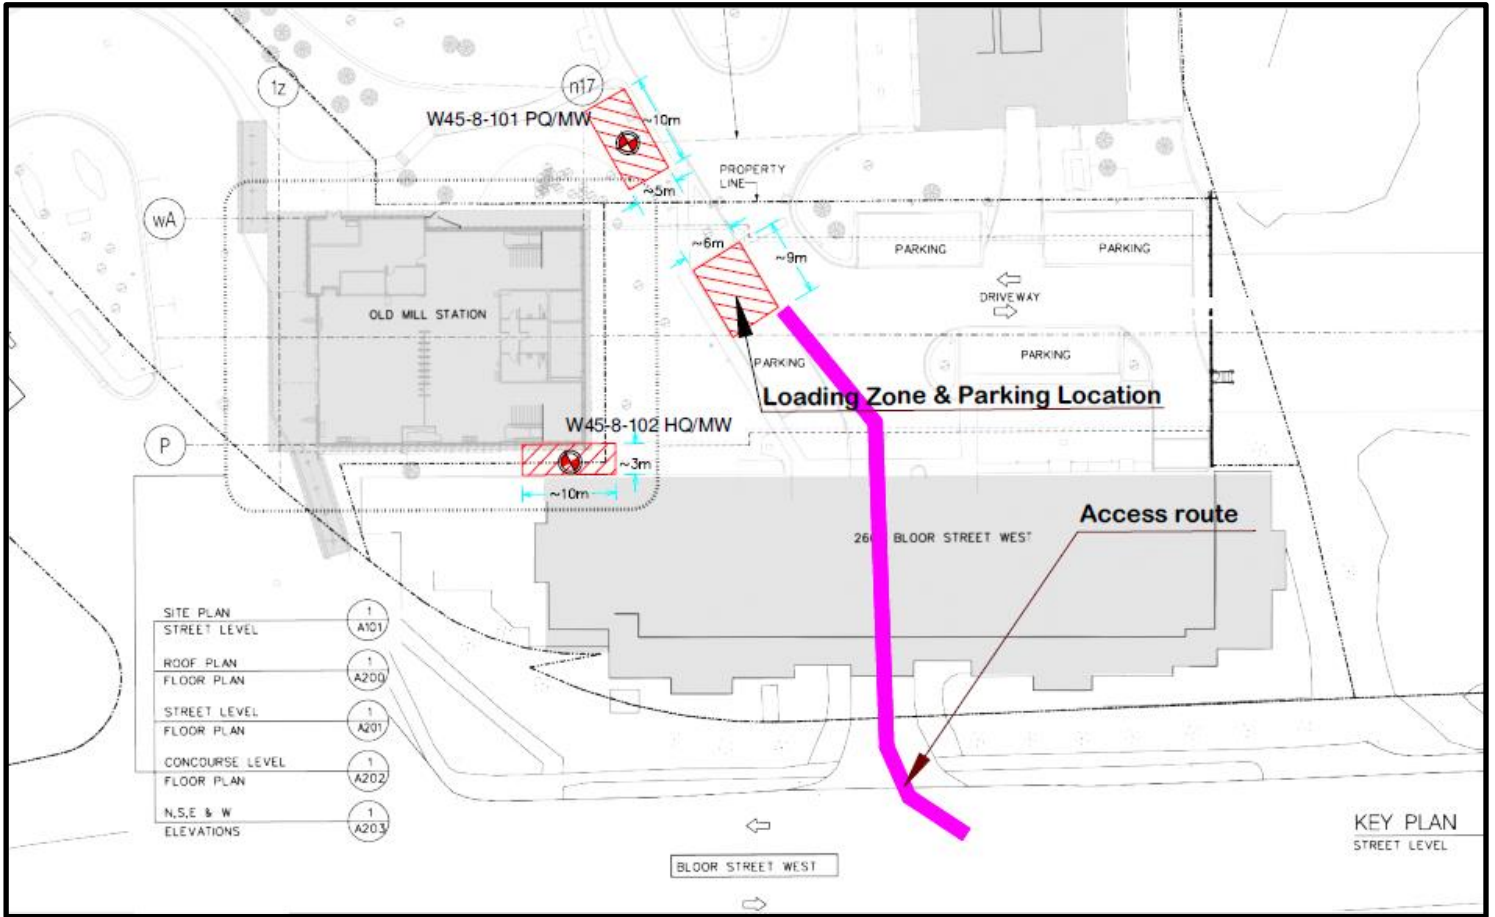 1z
n17
W45-8-101 PQ/MW
~10m
~5m
PROPERTY
LINE
wA
~6m
~9m
PARKING
PARKING
DRIVEWAY
OLD MILL STATION
PARKING
PARKING
Loading Zone & Parking Location
W45-8-102 HQ/MW
P
~3m
~10m
Access route
BLOOR STREET WEST
SITE PLAN
STREET LEVEL
1
A101
ROOF PLAN
FLOOR PLAN
1
A200
STREET LEVEL
FLOOR PLAN
1
A201
CONCOURSE LEVEL
FLOOR PLAN
1
A202
N,S,E & W
ELEVATIONS
1
A203
KEY PLAN
STREET LEVEL
BLOOR STREET WEST